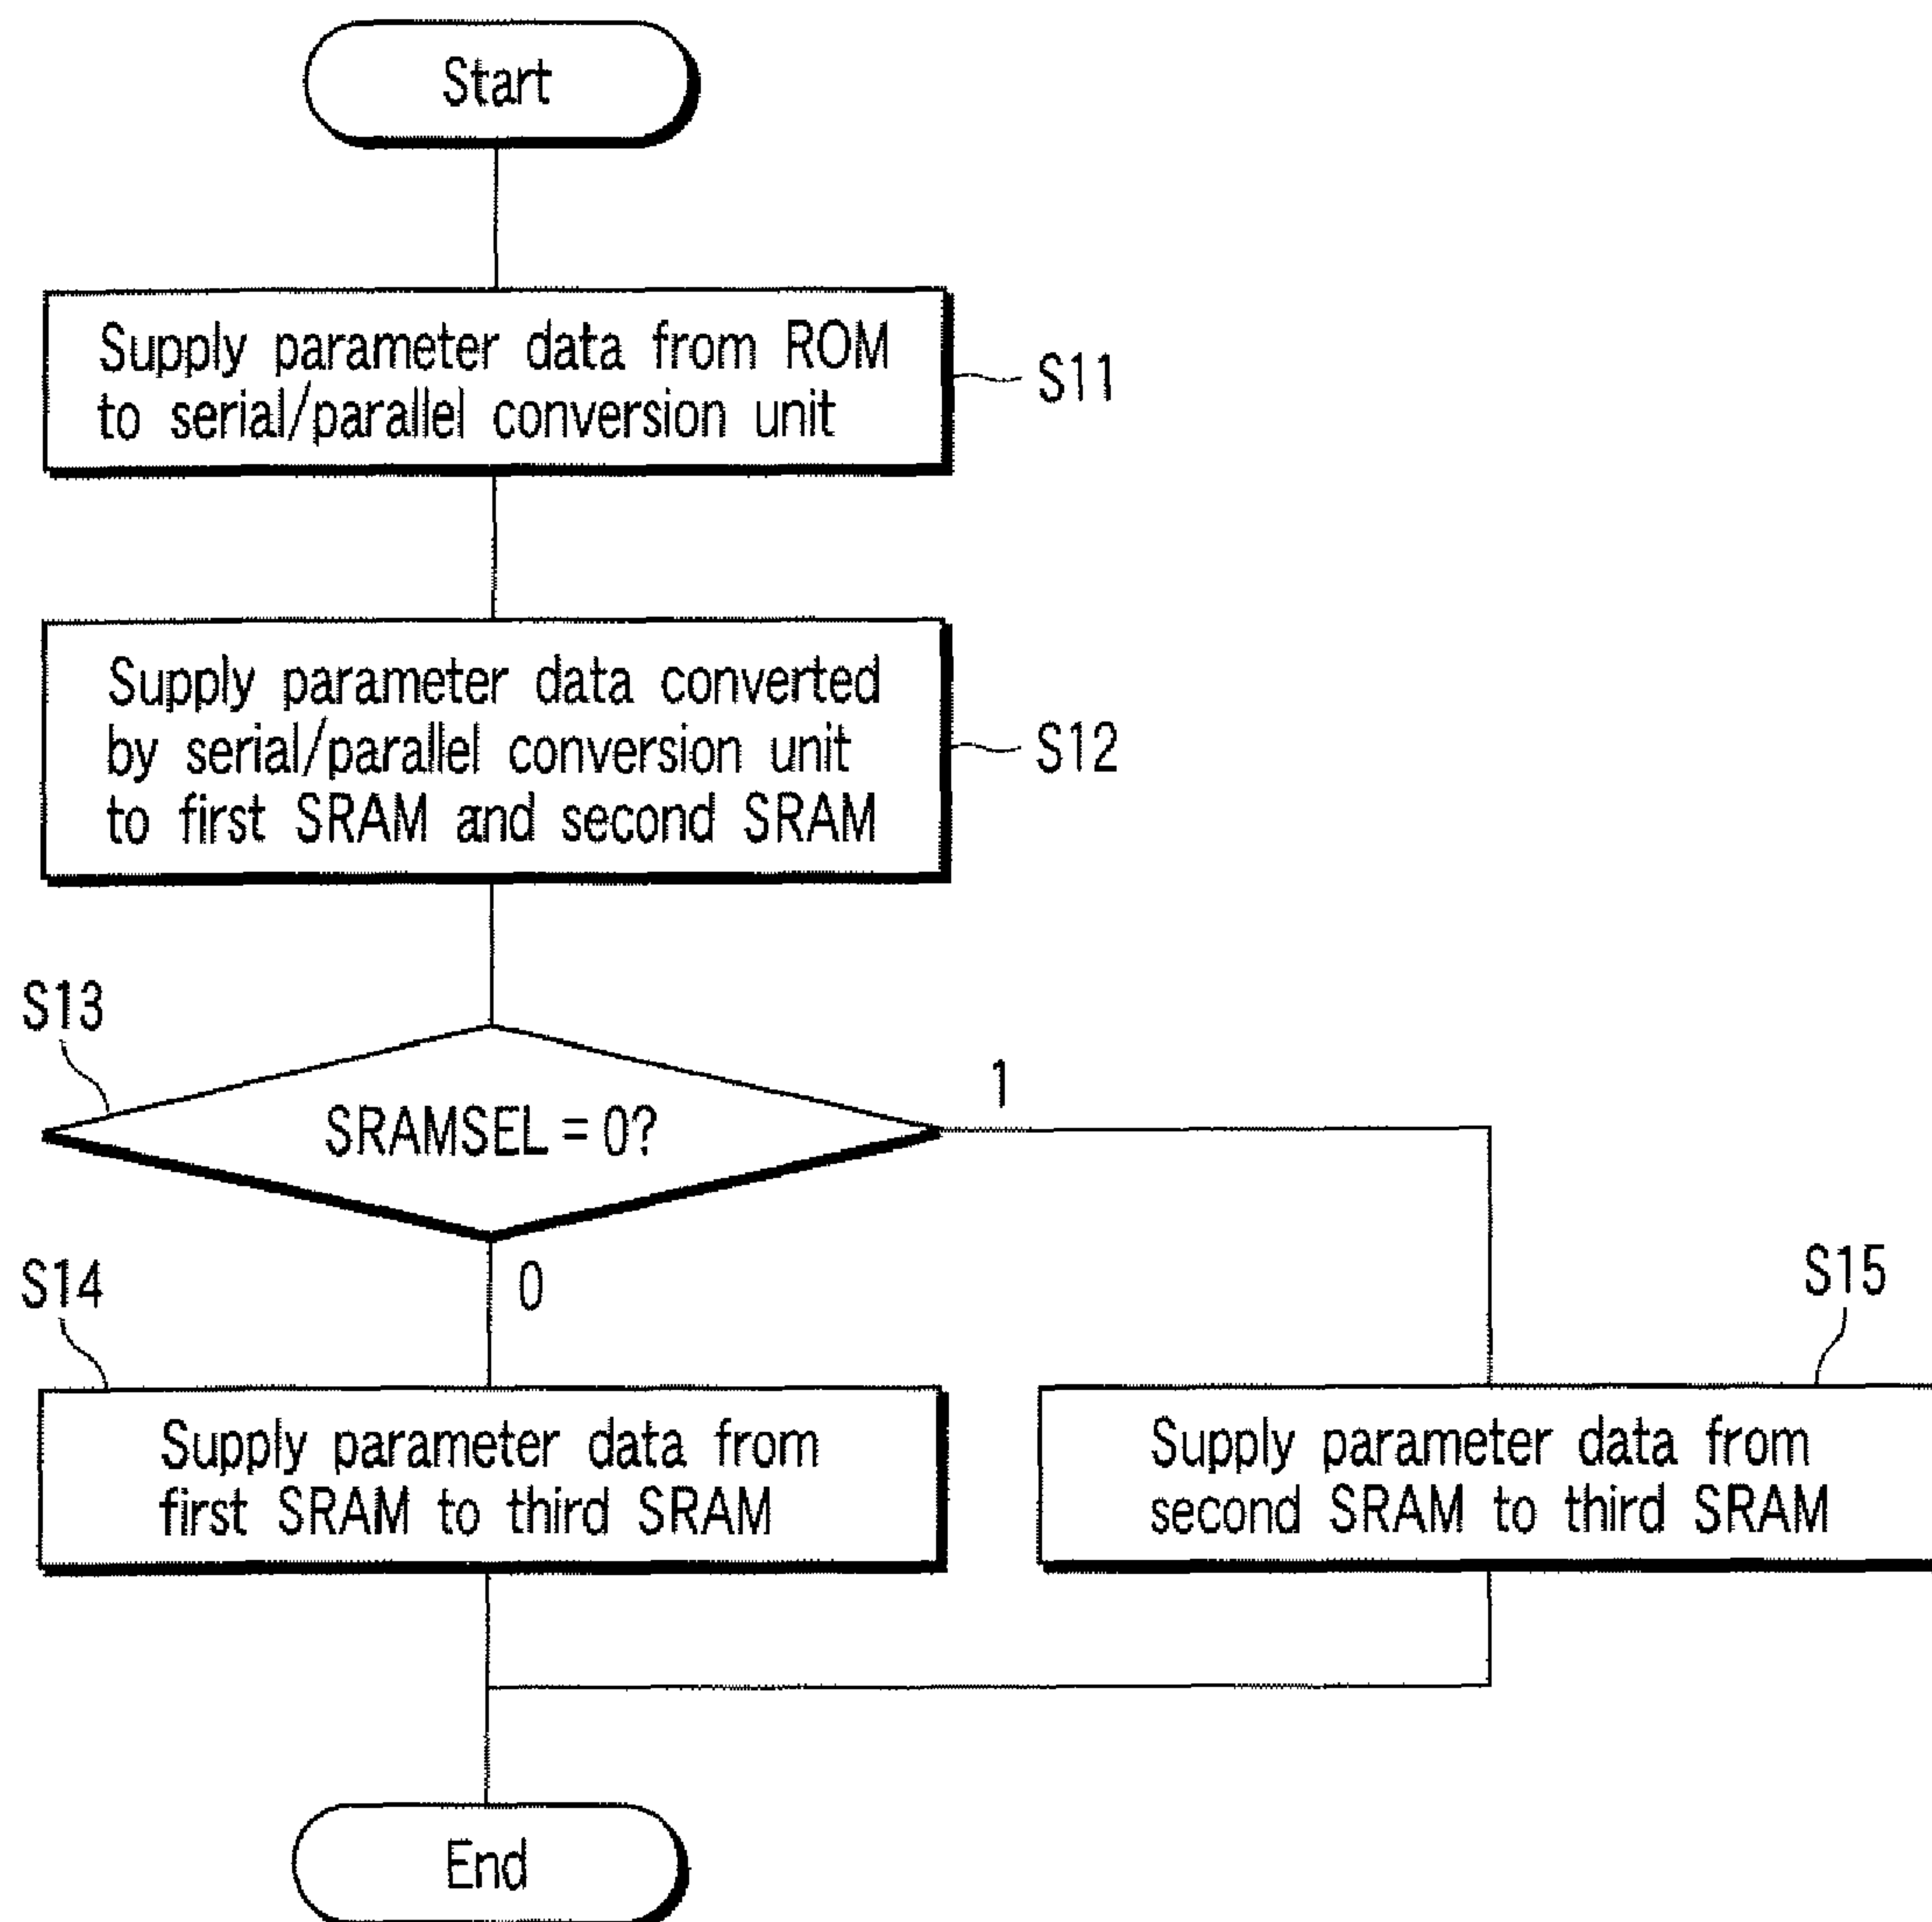 Start
Supply parameter data from ROM
to serial/parallel conversion unit
S11
Supply parameter data converted
by serial/parallel conversion unit
to first SRAM and second SRAM
S12
S13
SRAMSEL = 0?
1
0
S14
Supply parameter data from
first SRAM to third SRAM
S15
Supply parameter data from
second SRAM to third SRAM
End